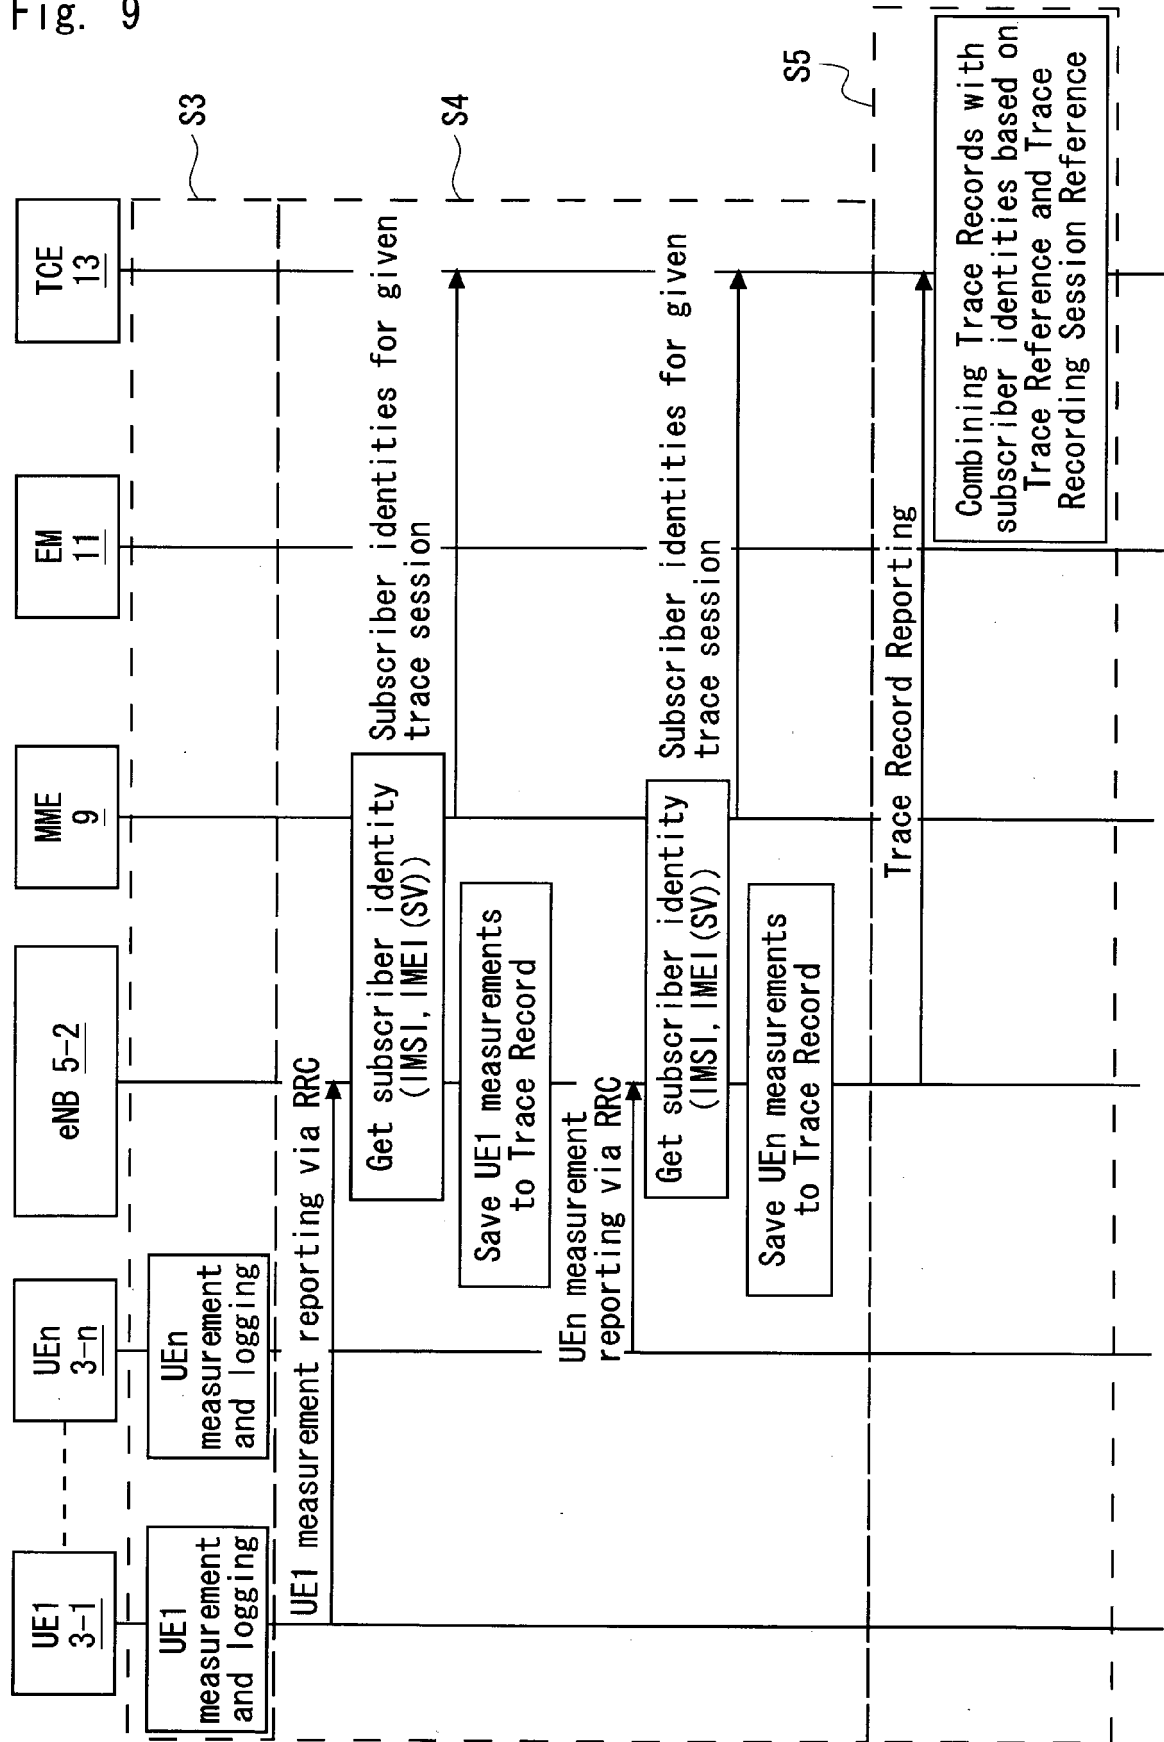 Fig. 9
UE1
3-1
UEn
3-n
eNB 5-2
MME
9
EM
11
TCE
13
S3
UE1
measurement
and logging
UEn
measurement
and logging
S4
UE1 measurement reporting via RRC
Get subscriber identity
(IMSI, IMEI(SV))
Subscriber identities for given
trace session
Save UE1 measurements
to Trace Record
UEn measurement
reporting via RRC
Get subscriber identity
(IMSI, IMEI(SV))
Subscriber identities for given
trace session
Save UEn measurements
to Trace Record
S5
Trace Record Reporting
Combining Trace Records with
subscriber identities based on
Trace Reference and Trace
Recording Session Reference